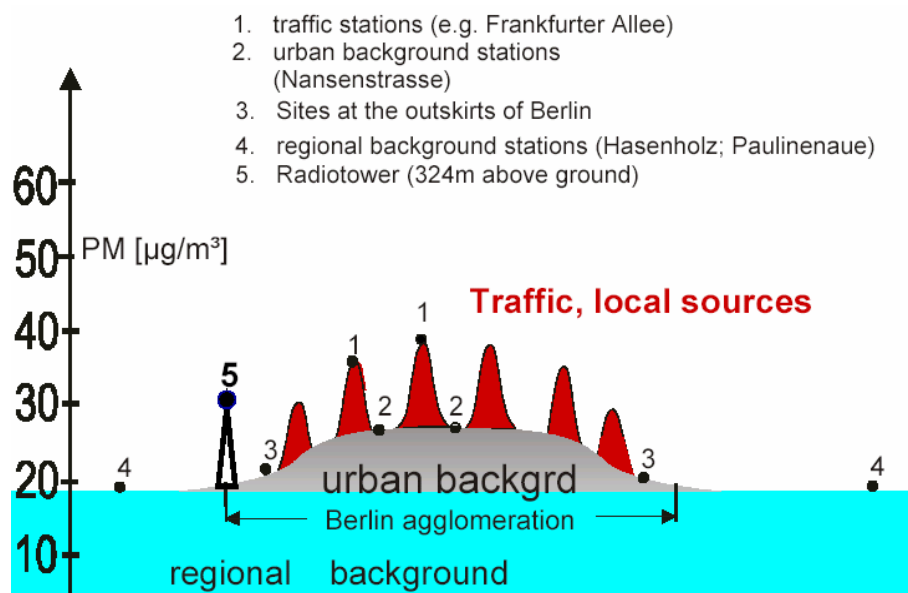 1. traffic stations (e.g. Frankfurter Allee)
2. urban background stations
(Nansenstrasse)
3. Sites at the outskirts of Berlin
4. regional background stations (Hasenholz; Paulinenaue)
5. Radiotower (324m above ground)
60
50
PM [µg/m³]
Traffic, local sources
40
1
1
30
5
2
2
20
4
3
3
4
urban backgrd
Berlin agglomeration
10
regional background